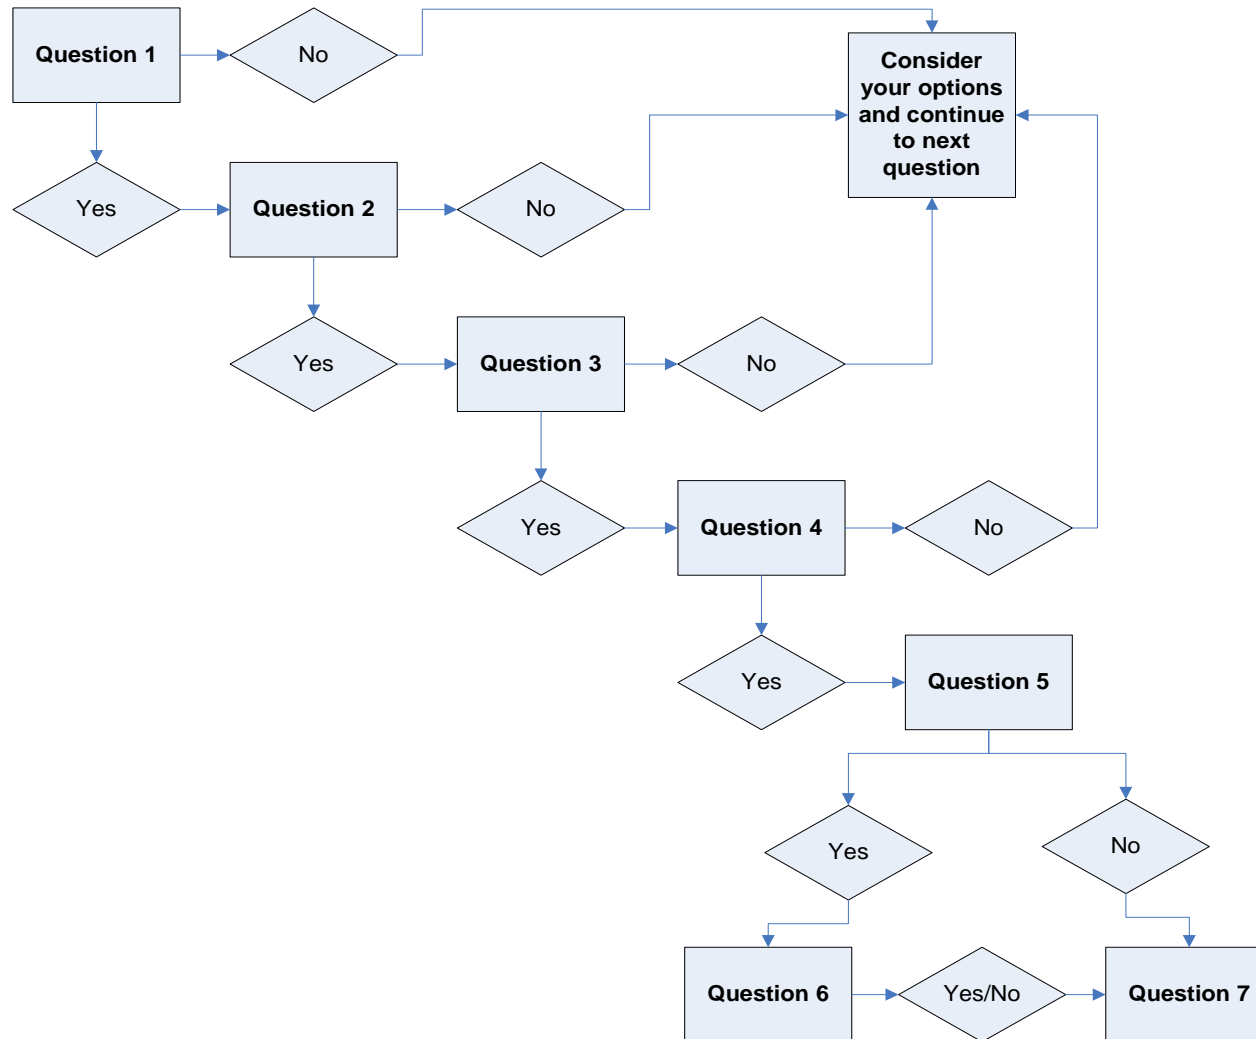 Question 1
No
Consider
your options
and continue
to next
question
Yes
Question 2
No
Yes
Question 3
No
Yes
Question 4
No
Yes
Question 5
Yes
No
Question 6
Yes/No
Question 7